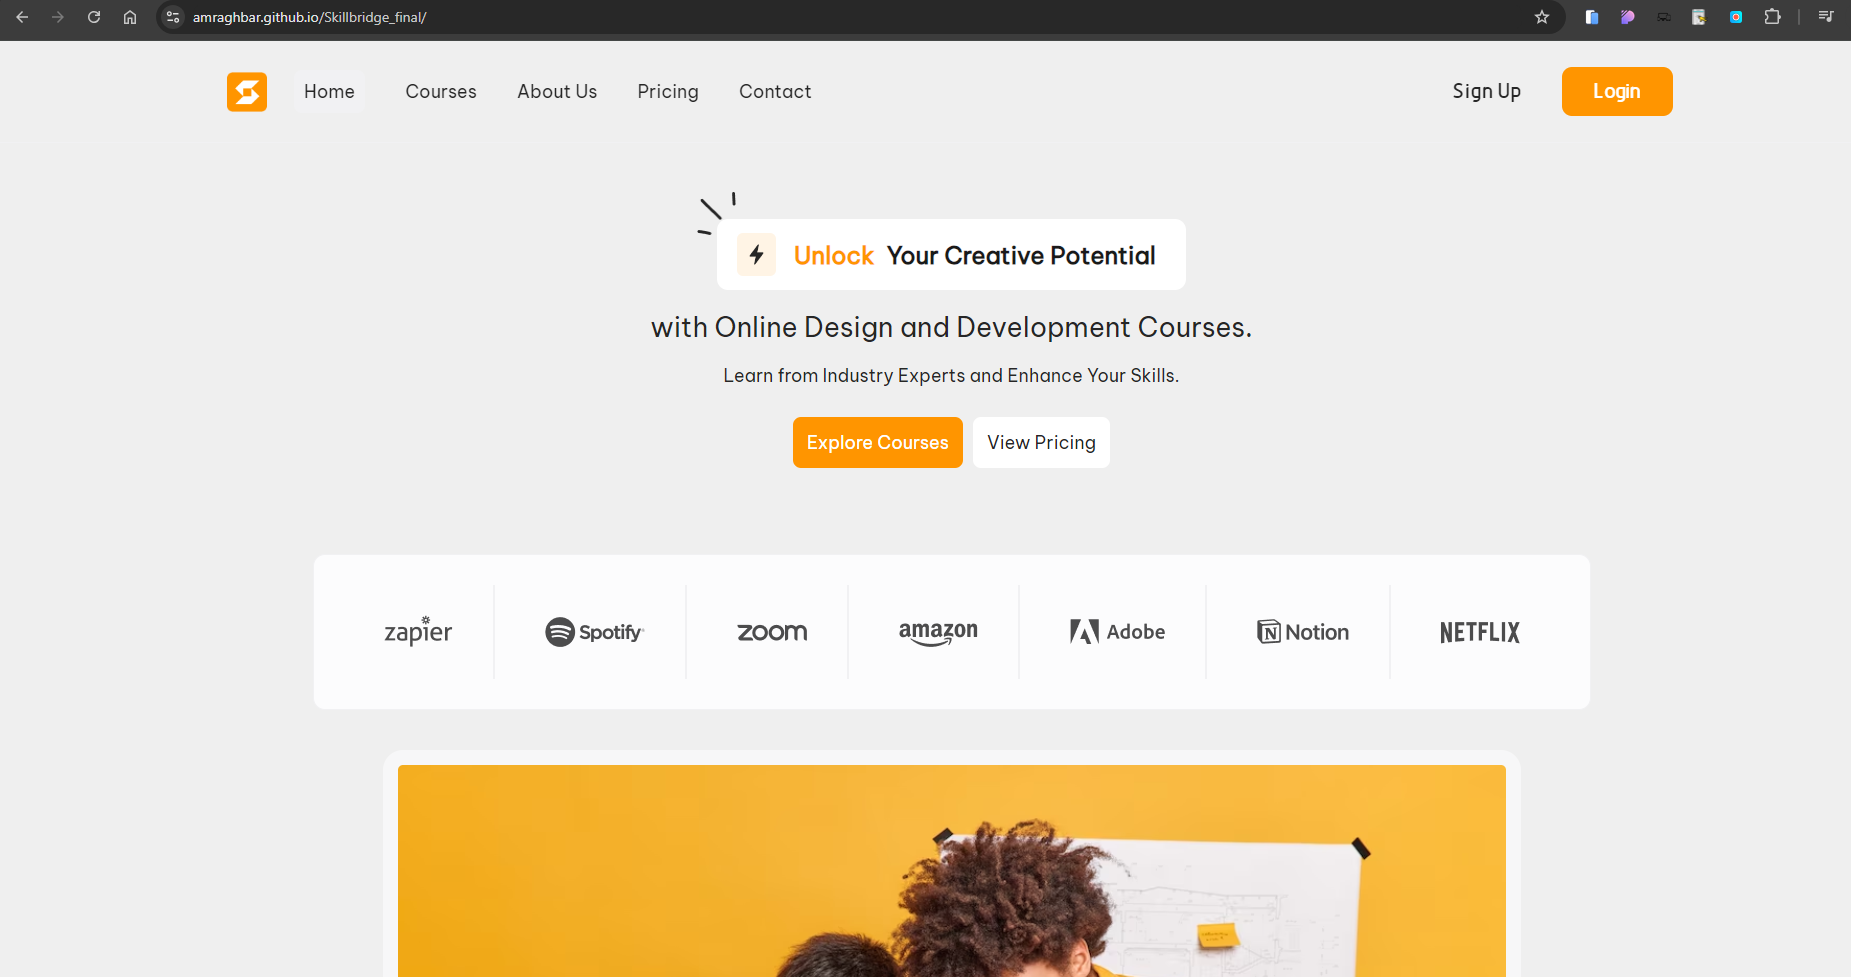 amraghbar.github.io/Skillbridge_final/
Home Courses About Us Pricing Contact Sign Up Login
Unlock Your Creative Potential
with Online Design and Development Courses.
Learn from Industry Experts and Enhance Your Skills.
Explore Courses View Pricing
zapier Spotify zoom amazon Adobe Notion NETFLIX